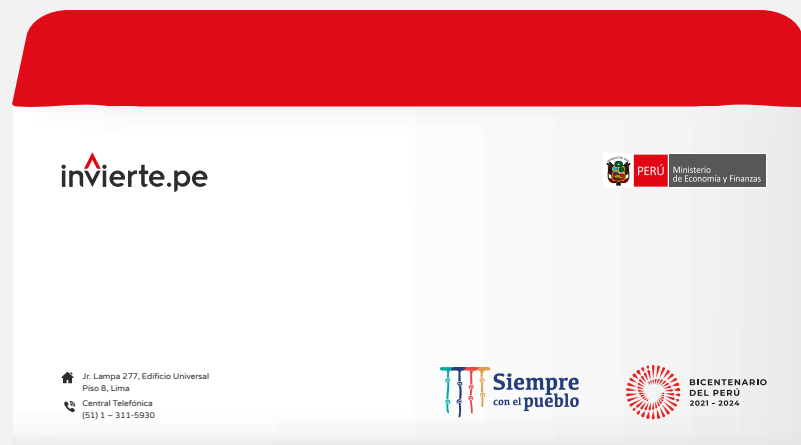 invierte.pe
PERÚ
Ministerio
de Economía y Finanzas
Jr. Lampa 277, Edificio Universal
Piso 8, Lima
Central Telefónica
(51) 1 – 311-5930
Siempre
con el pueblo
BICENTENARIO
DEL PERÚ
2021 - 2024